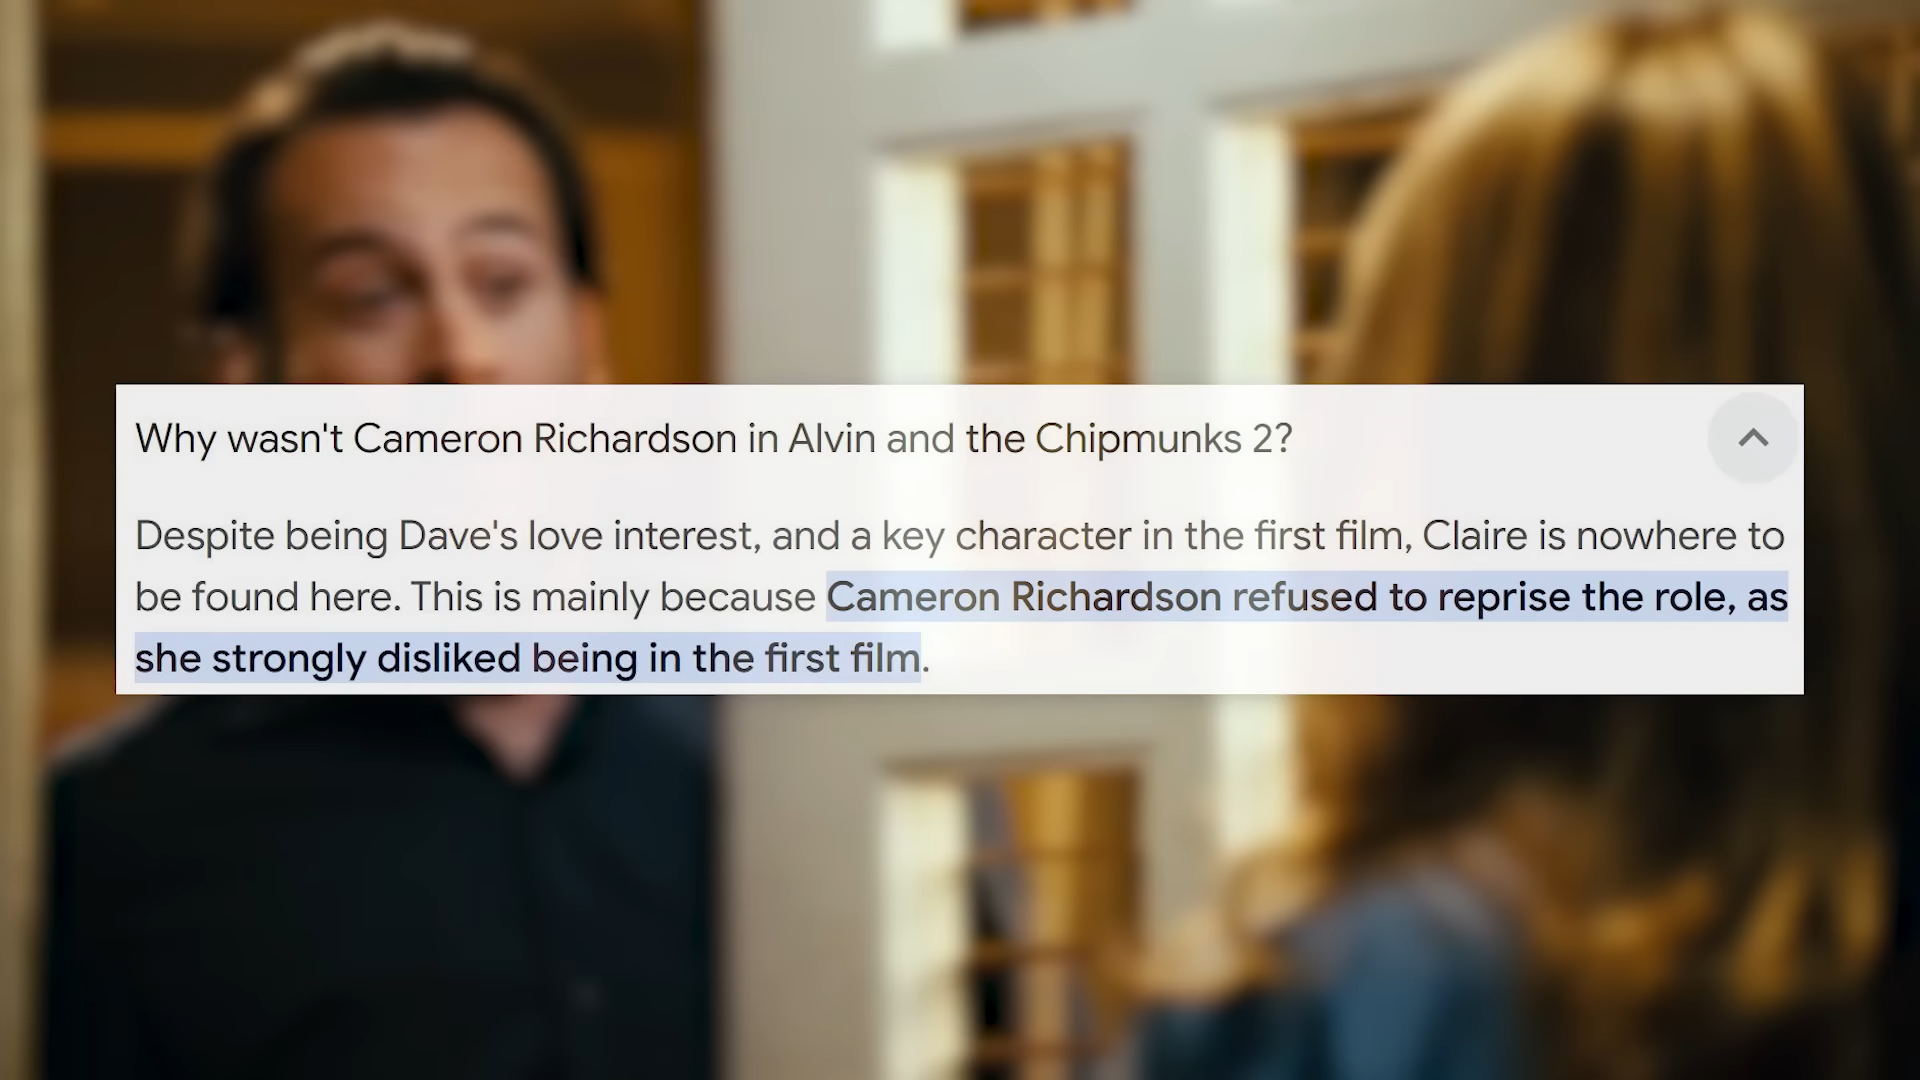 Why wasn't Cameron Richardson in Alvin and the Chipmunks 2?
Despite being Dave's love interest, and a key character in the first film, Claire is nowhere to
be found here. This is mainly because Cameron Richardson refused to reprise the role, as
she strongly disliked being in the first film.